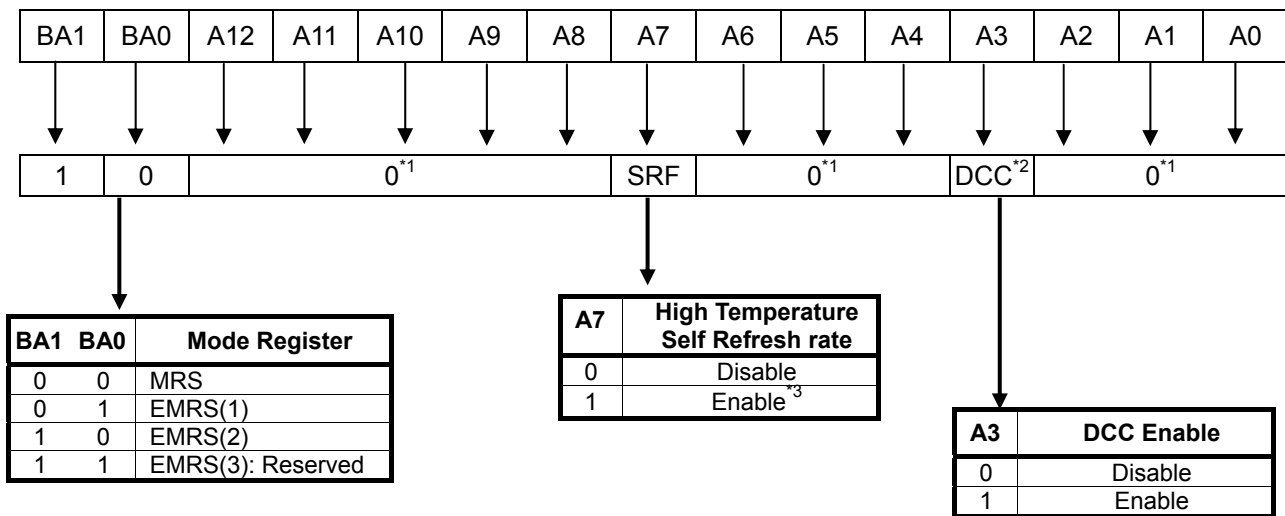 BA1 BA0 A12 A11 A10 A9 A8 A7 A6 A5 A4 A3 A2 A1 A0
1 0 0*1 SRF 0*1 DCC*2 0*1
BA1 BA0 Mode Register
0 0 MRS
0 1 EMRS(1)
1 0 EMRS(2)
1 1 EMRS(3): Reserved
A7 High Temperature
Self Refresh rate
0 Disable
1 Enable*3
A3 DCC Enable
0 Disable
1 Enable